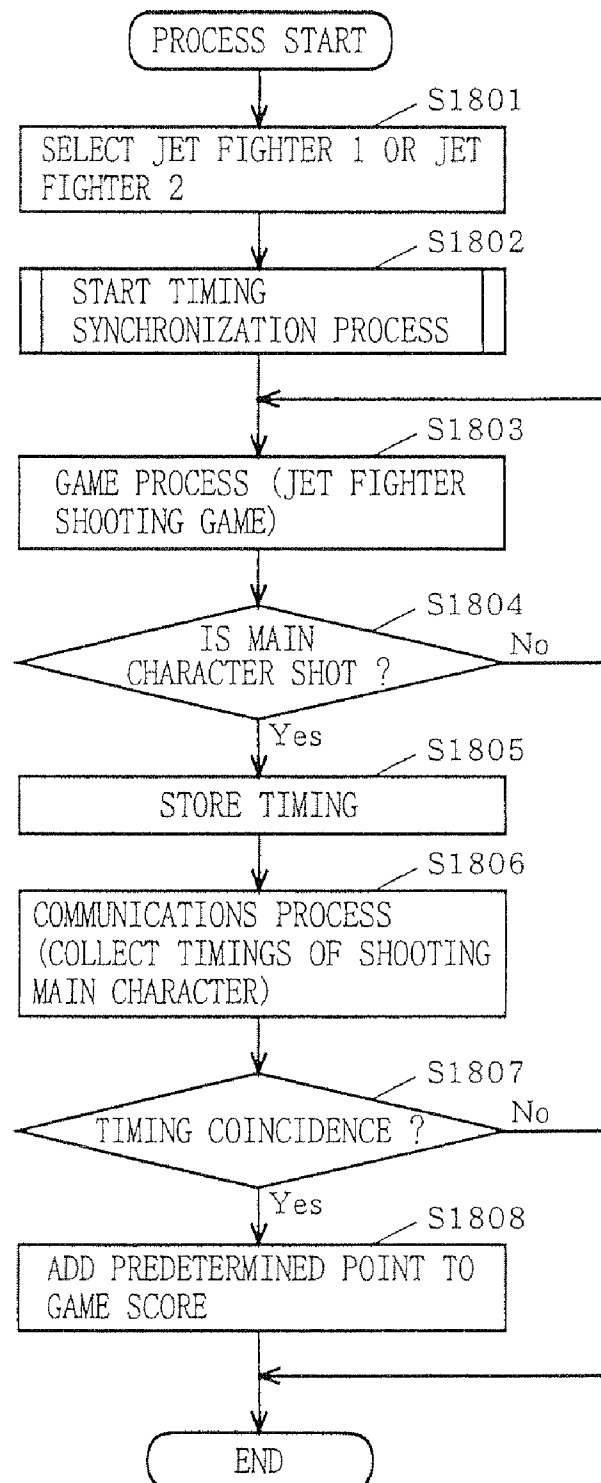 PROCESS START
S1801
SELECT JET FIGHTER 1 OR JET
FIGHTER 2
S1802
START TIMING
SYNCHRONIZATION PROCESS
S1803
GAME PROCESS (JET FIGHTER
SHOOTING GAME)
S1804
IS MAIN
CHARACTER SHOT ?
No
Yes
S1805
STORE TIMING
S1806
COMMUNICATIONS PROCESS
(COLLECT TIMINGS OF SHOOTING
MAIN CHARACTER)
S1807
TIMING COINCIDENCE ?
No
Yes
S1808
ADD PREDETERMINED POINT TO
GAME SCORE
END